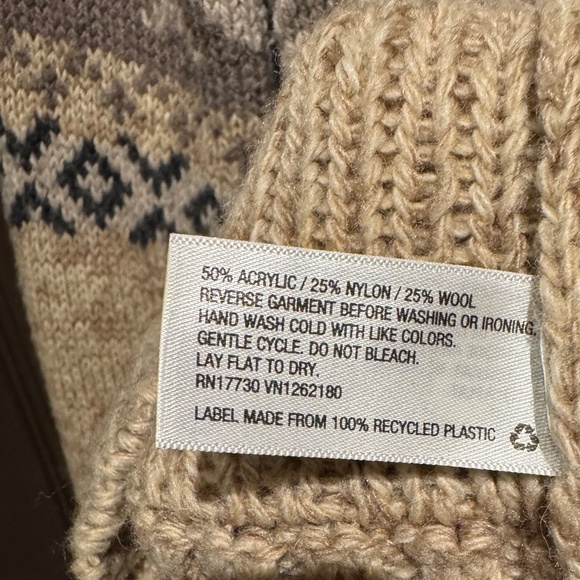 50% ACRYLIC / 25% NYLON / 25% WOOL
REVERSE GARMENT BEFORE WASHING OR IRONING,
HAND WASH COLD WITH LIKE COLORS.
GENTLE CYCLE. DO NOT BLEACH.
LAY FLAT TO DRY.
RN17730 VN1262180
LABEL MADE FROM 100% RECYCLED PLASTIC